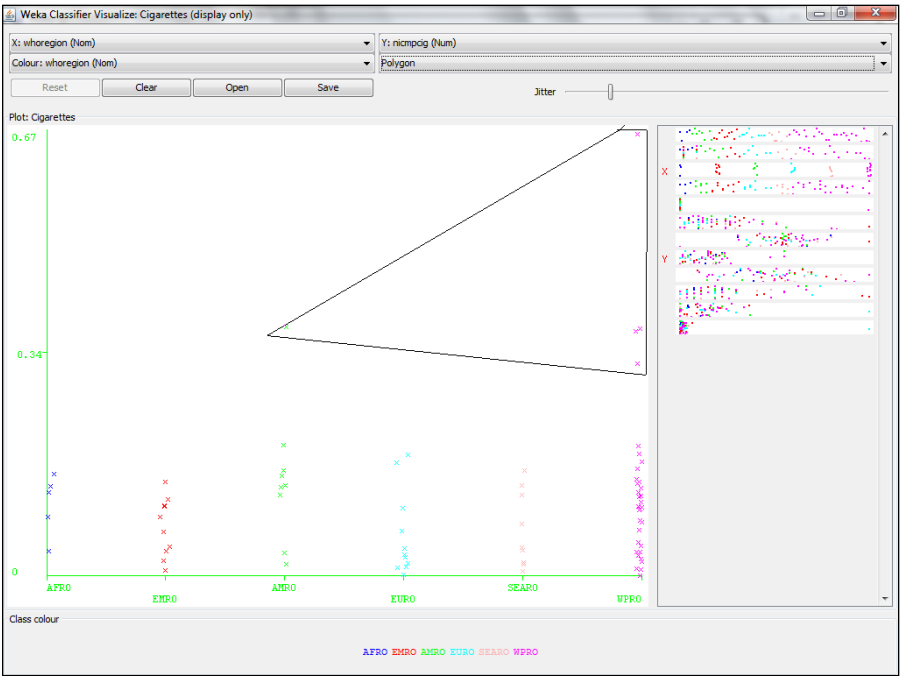 Weka Classifier Visualize: Cigarettes (display only)
X: whoregion (Nom)
Y: nicmpcig (Num)
Colour: whoregion (Nom)
Polygon
Reset
Clear
Open
Save
Jitter
Plot: Cigarettes
0.67
0.34
0
AFRO
EMRO
AMRO
EURO
SEARO
WPRO
X
Y
Class colour
AFRO EMRO AMRO EURO SEARO WPRO